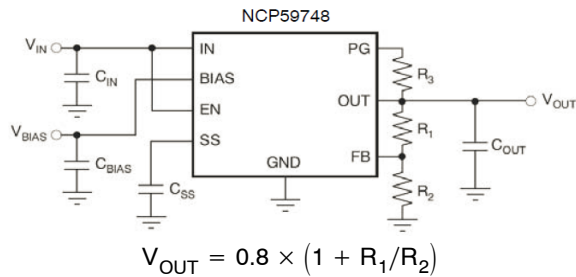 NCP59748
V_IN
IN
PG
C_IN
BIAS
R_3
EN
OUT
V_OUT
V_BIAS
SS
R_1
C_OUT
C_BIAS
GND
FB
C_SS
R_2
V_OUT = 0.8 × (1 + R_1/R_2)